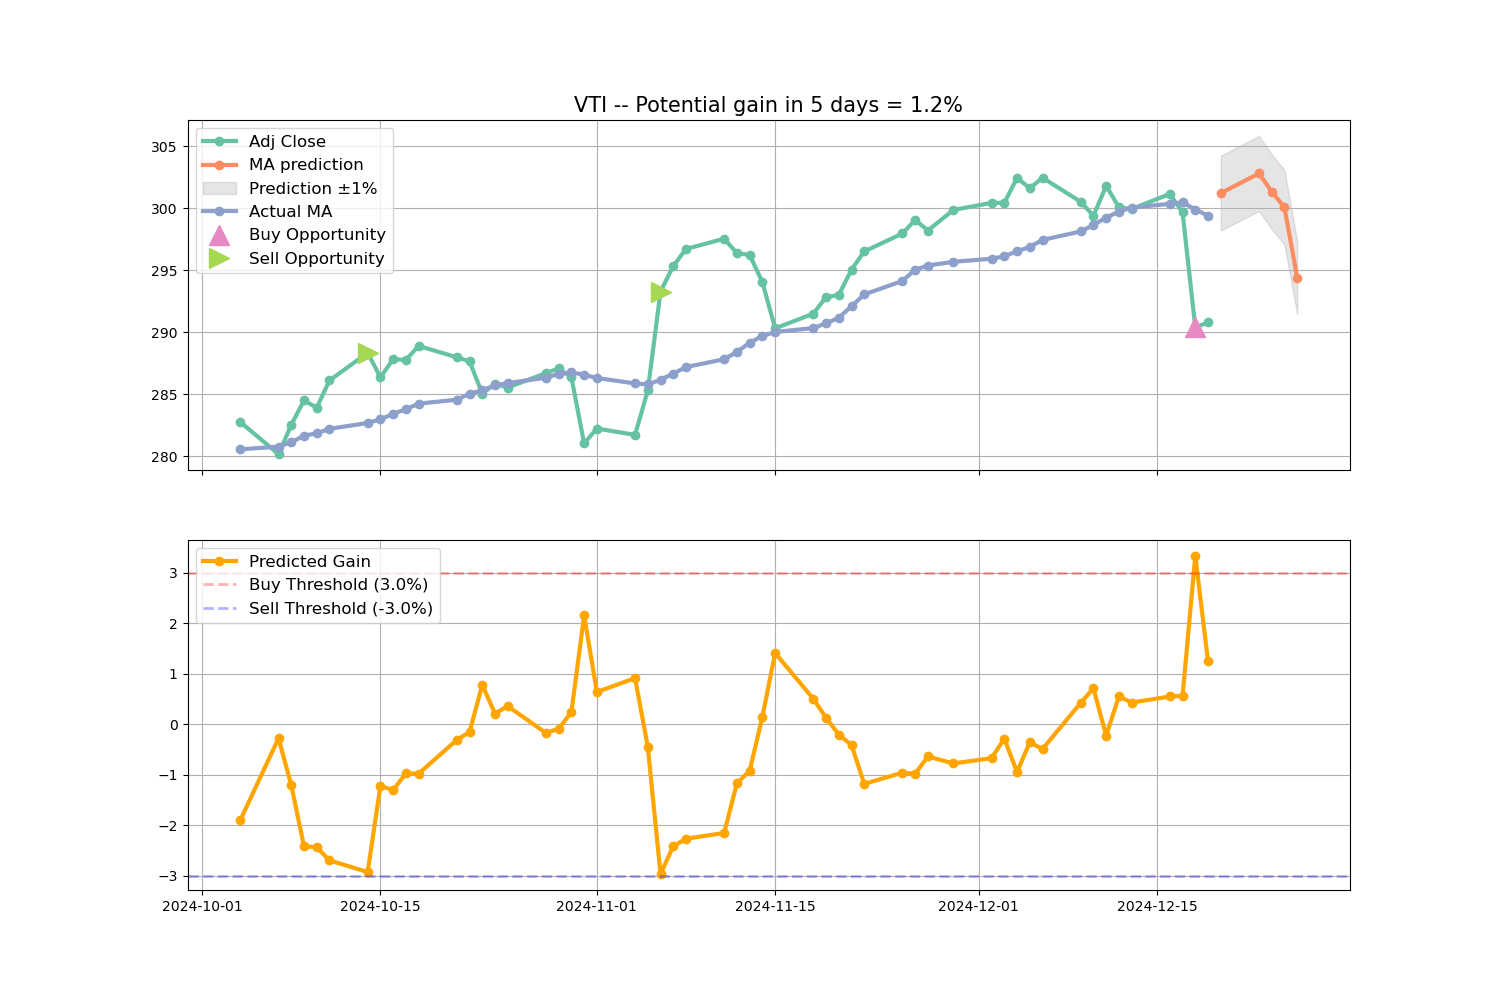 VTI -- Potential gain in 5 days = 1.2%
Adj Close
MA prediction
Prediction ±1%
Actual MA
Buy Opportunity
Sell Opportunity
305
300
295
290
285
280
Predicted Gain
Buy Threshold (3.0%)
Sell Threshold (-3.0%)
3
2
1
0
−1
−2
−3
2024-10-01 2024-10-15 2024-11-01 2024-11-15 2024-12-01 2024-12-15